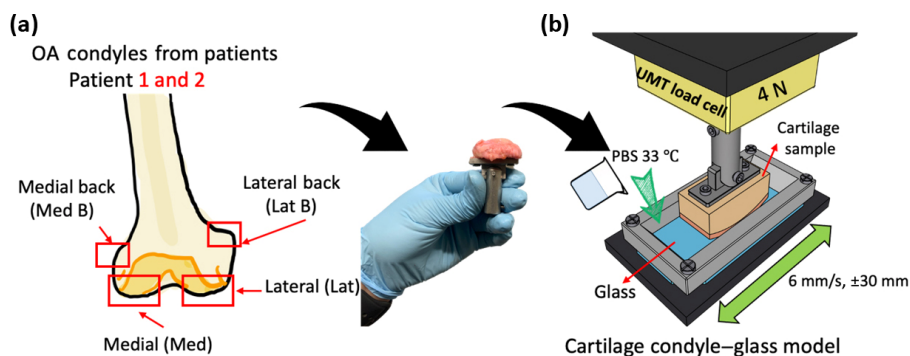 (a)
OA condyles from patients
Patient 1 and 2
Medial back
(Med B)
Lateral back
(Lat B)
Lateral (Lat)
Medial (Med)
(b)
UMT load cell
4 N
Cartilage
sample
PBS 33 °C
Glass
6 mm/s, ±30 mm
Cartilage condyle–glass model